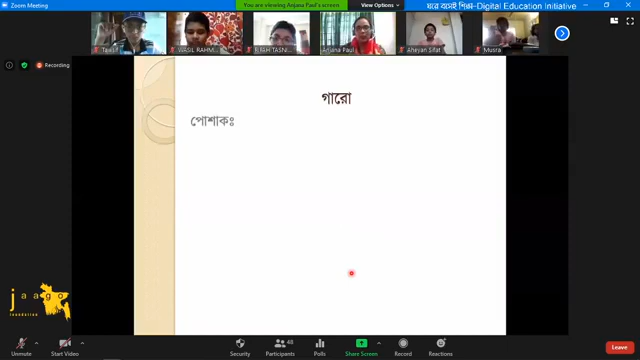 Zoom Meeting
You are viewing Anjana Paul's screen
View Options
ঘরে বসেই শিক্ষা-Digital Education Initiative
WASIL RAHM...
Anjana Paul
Aheyan Sifat
Musra
Recording
গারো
পোশাকঃ
jaago
foundation
Unmute
Start Video
Security
Participants
48
Polls
Share Screen
Record
Reactions
Leave